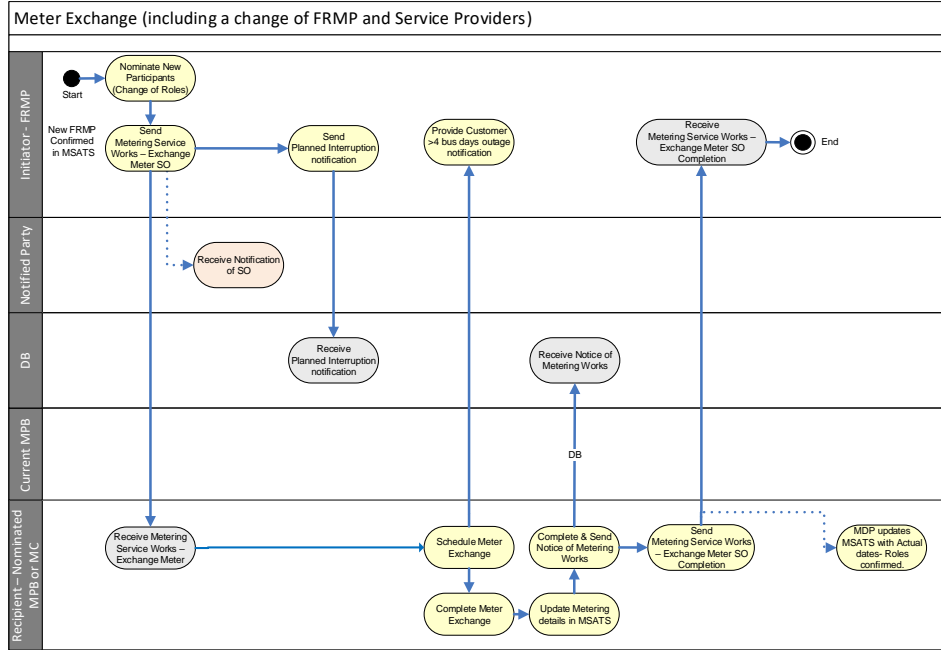 Meter Exchange (including a change of FRMP and Service Providers)
Initiator - FRMP
Start
Nominate New
Participants
(Change of Roles)
New FRMP
Confirmed
in MSATS
Send
Metering Service
Works – Exchange
Meter SO
Send
Planned Interruption
notification
Provide Customer
>4 bus days outage
notification
Receive
Metering Service Works –
Exchange Meter SO
Completion
End
Notified Party
Receive Notification
of SO
DB
Receive
Planned Interruption
notification
Receive Notice of
Metering Works
Current MPB
DB
Recipient – Nominated
MPB or MC
Receive Metering
Service Works –
Exchange Meter
Schedule Meter
Exchange
Complete & Send
Notice of Metering
Works
Send
Metering Service Works
– Exchange Meter SO
Completion
MDP updates
MSATS with Actual
dates- Roles
confirmed.
Complete Meter
Exchange
Update Metering
details in MSATS